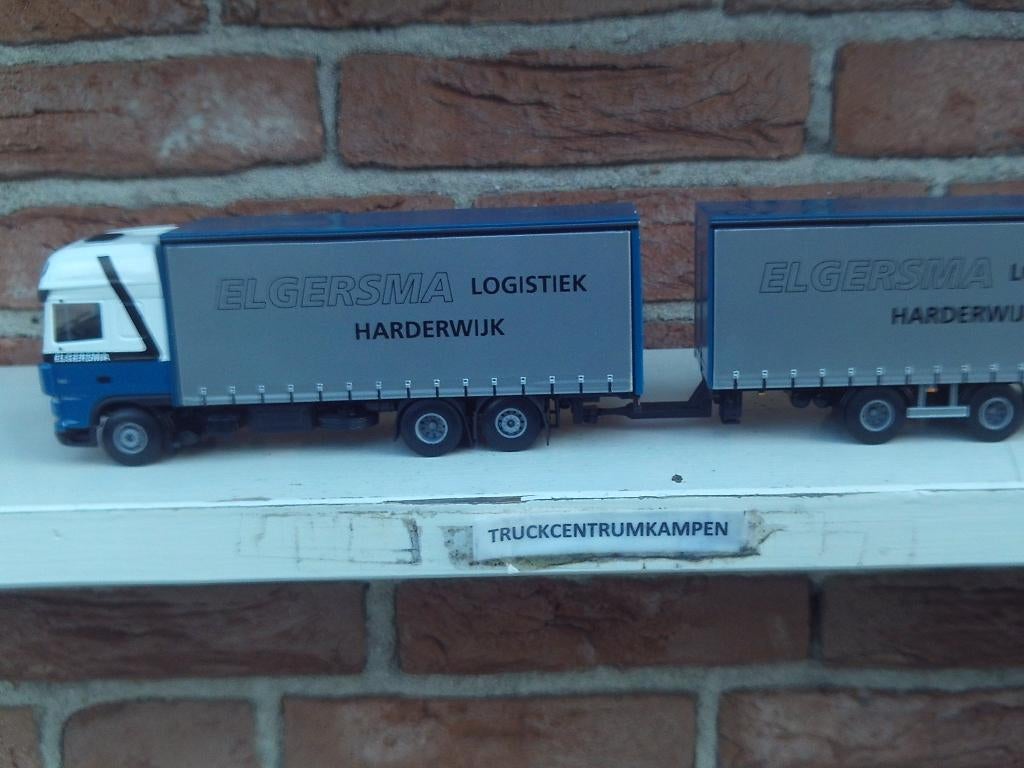 ELGERSMA LOGISTIEK
HARDERWIJK
ELGERSMA
ELGERSMA L
HARDERWIJ
TRUCKCENTRUMKAMPEN